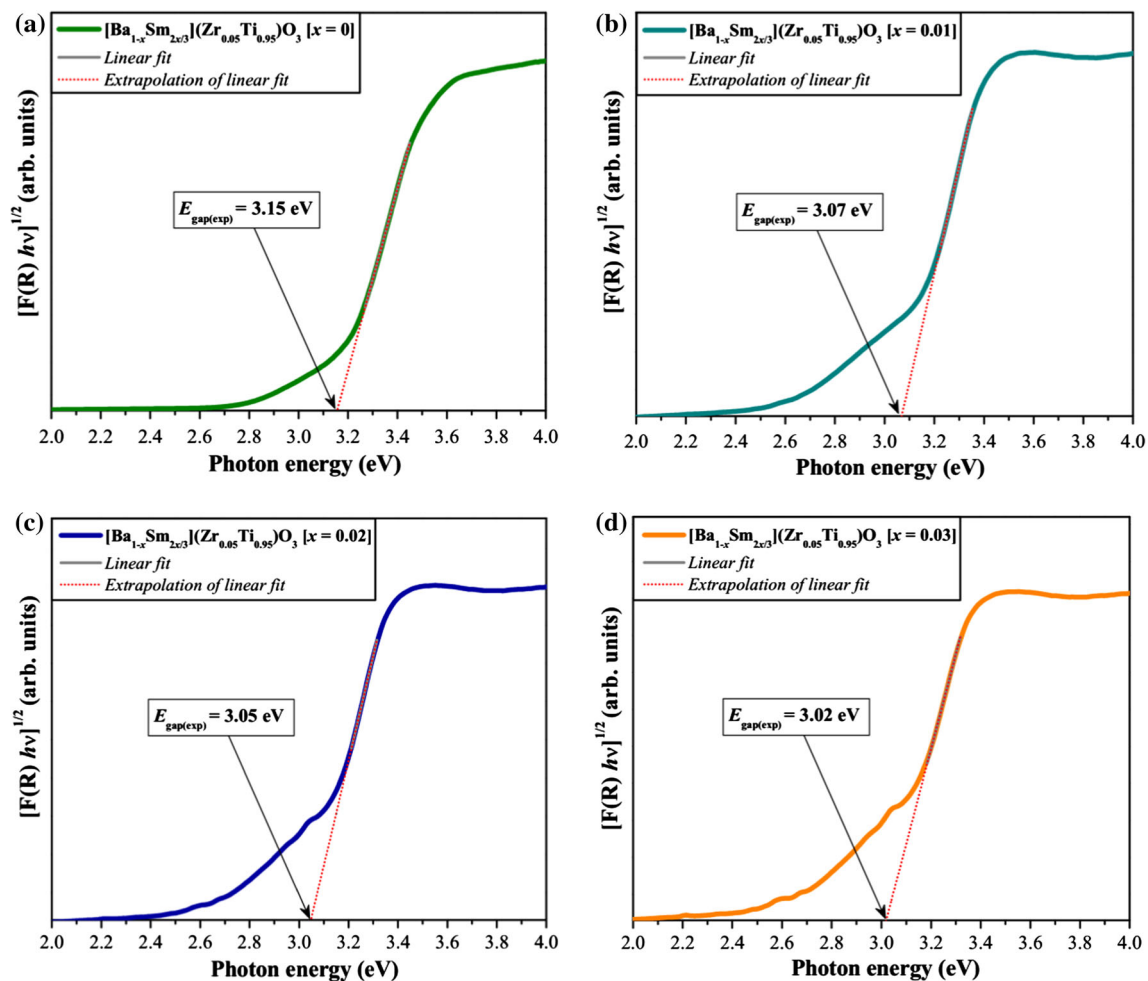 (a)
[Ba1-xSm2x/3](Zr0.05Ti0.95)O3 [x = 0]
Linear fit
Extrapolation of linear fit
Egap(exp) = 3.15 eV
[F(R) hν]1/2 (arb. units)
2.0 2.2 2.4 2.6 2.8 3.0 3.2 3.4 3.6 3.8 4.0
Photon energy (eV)
(b)
[Ba1-xSm2x/3](Zr0.05Ti0.95)O3 [x = 0.01]
Linear fit
Extrapolation of linear fit
Egap(exp) = 3.07 eV
[F(R) hν]1/2 (arb. units)
2.0 2.2 2.4 2.6 2.8 3.0 3.2 3.4 3.6 3.8 4.0
Photon energy (eV)
(c)
[Ba1-xSm2x/3](Zr0.05Ti0.95)O3 [x = 0.02]
Linear fit
Extrapolation of linear fit
Egap(exp) = 3.05 eV
[F(R) hν]1/2 (arb. units)
2.0 2.2 2.4 2.6 2.8 3.0 3.2 3.4 3.6 3.8 4.0
Photon energy (eV)
(d)
[Ba1-xSm2x/3](Zr0.05Ti0.95)O3 [x = 0.03]
Linear fit
Extrapolation of linear fit
Egap(exp) = 3.02 eV
[F(R) hν]1/2 (arb. units)
2.0 2.2 2.4 2.6 2.8 3.0 3.2 3.4 3.6 3.8 4.0
Photon energy (eV)